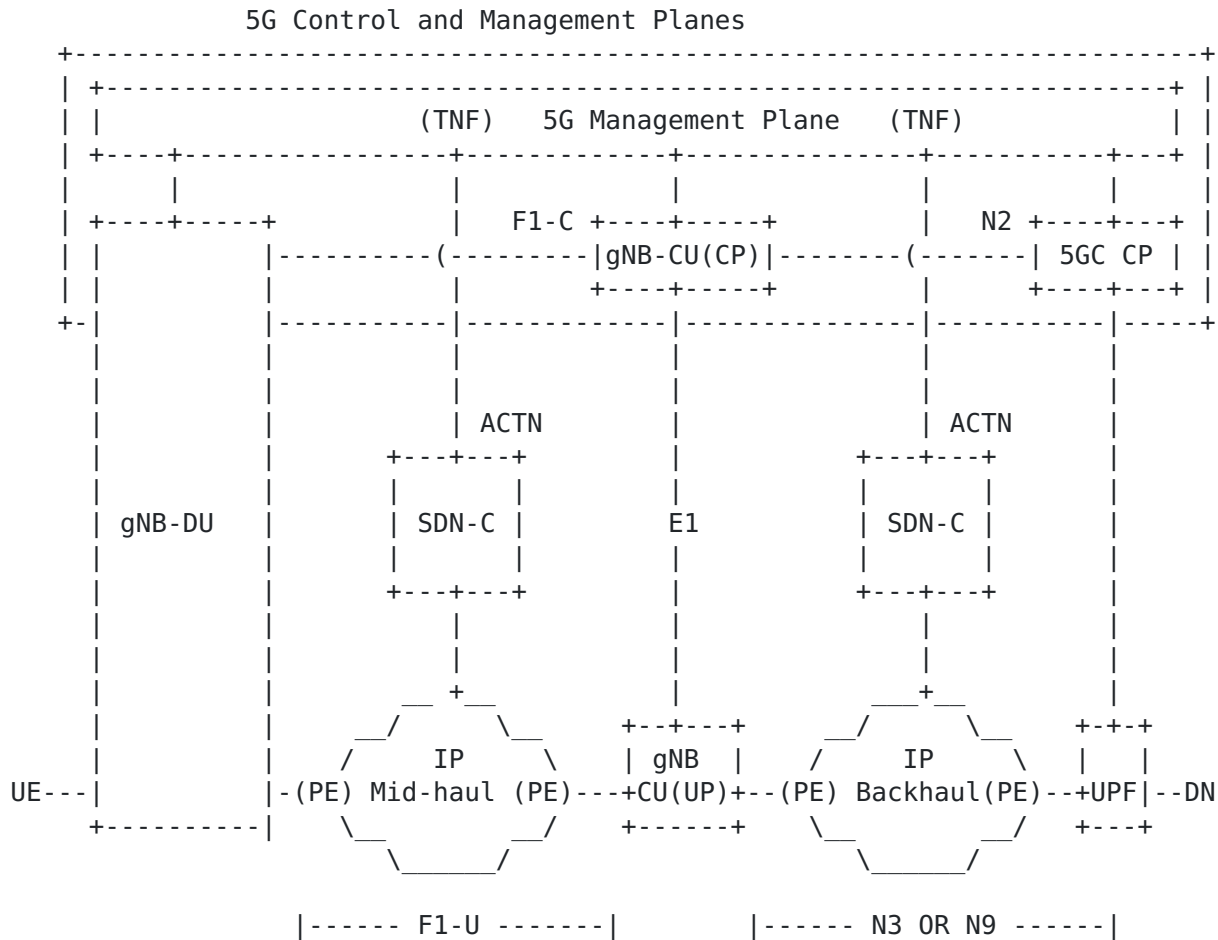 5G Control and Management Planes
(TNF) 5G Management Plane (TNF)
F1-C N2
gNB-CU(CP) 5GC CP
ACTN ACTN
gNB-DU SDN-C E1 SDN-C
IP gNB IP
UE (PE) Mid-haul (PE) CU(UP) (PE) Backhaul(PE) UPF DN
F1-U N3 OR N9